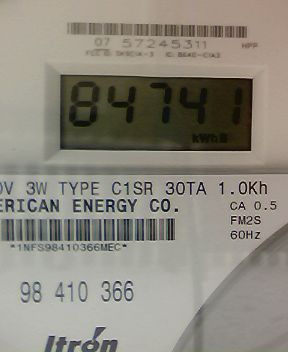 07 57245311 HPP
84741
kWh
0V 3W TYPE C1SR 30TA 1.0Kh
ERICAN ENERGY CO. CA 0.5
FM2S
*1NFS98410366MEC* 60Hz
98 410 366
Itron